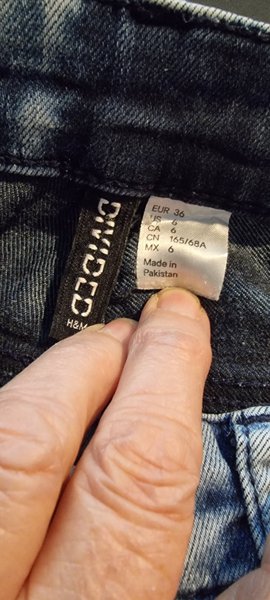 DIVIDED
H&M
EUR 36
US 6
CA 6
CN 165/68A
MX 6
Made in
Pakistan